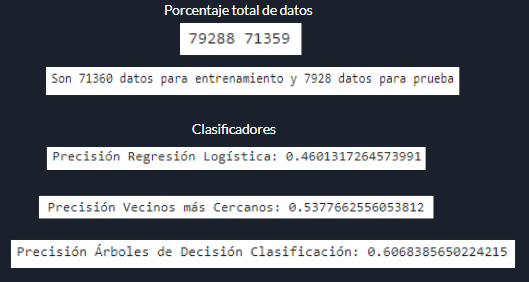 Porcentaje total de datos
79288 71359
Son 71360 datos para entrenamiento y 7928 datos para prueba
Clasificadores
Precisión Regresión Logística: 0.4601317264573991
Precisión Vecinos más Cercanos: 0.5377662556053812
Precisión Árboles de Decisión Clasificación: 0.6068385650224215